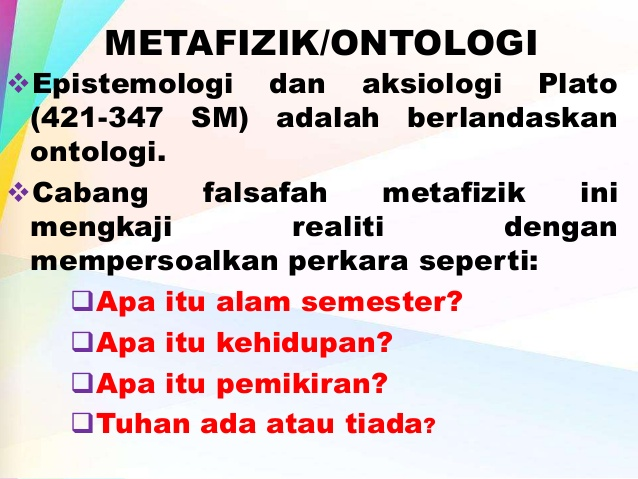 METAFIZIK/ONTOLOGI
Epistemologi dan aksiologi Plato
(421-347 SM) adalah berlandaskan
ontologi.
Cabang falsafah metafizik ini
mengkaji realiti dengan
mempersoalkan perkara seperti:
Apa itu alam semester?
Apa itu kehidupan?
Apa itu pemikiran?
Tuhan ada atau tiada?